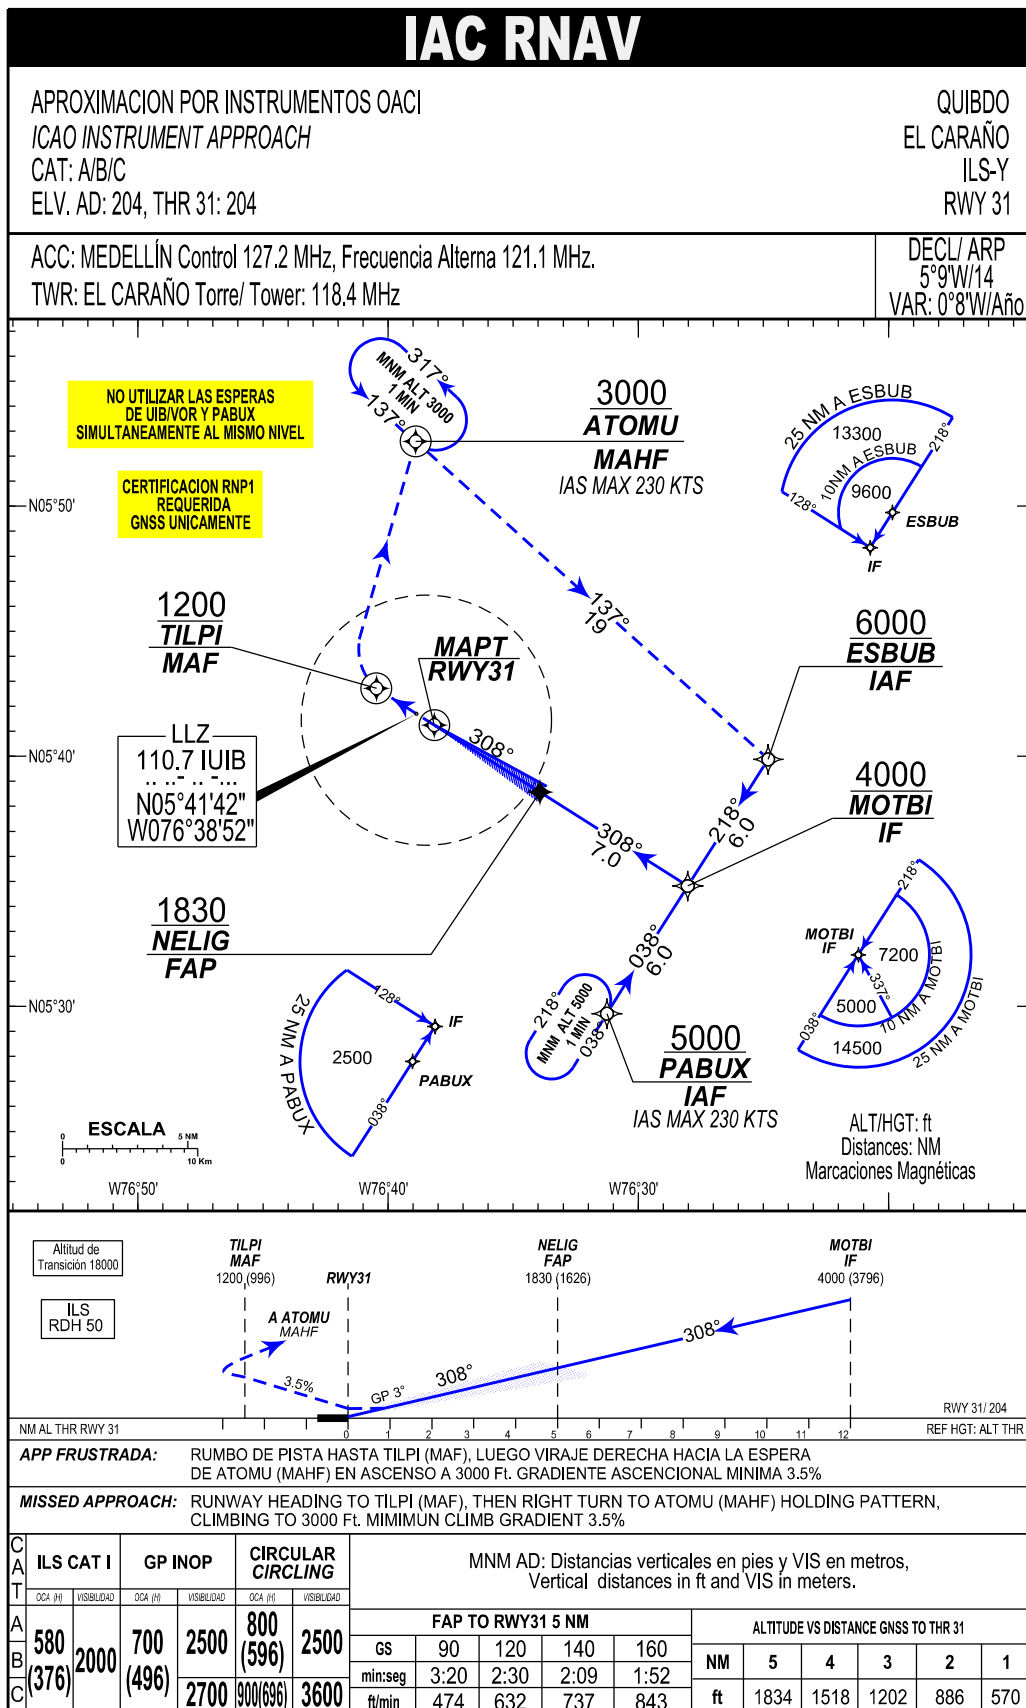 IAC RNAV
APROXIMACION POR INSTRUMENTOS OACI
ICAO INSTRUMENT APPROACH
CAT: A/B/C
ELV. AD: 204, THR 31: 204
QUIBDO
EL CARAÑO
ILS-Y
RWY 31
ACC: MEDELLÍN Control 127.2 MHz, Frecuencia Alterna 121.1 MHz.
TWR: EL CARAÑO Torre/ Tower: 118.4 MHz
DECL/ ARP
5°9'W/14
VAR: 0°8'W/Año
NO UTILIZAR LAS ESPERAS
DE UIB/VOR Y PABUX
SIMULTANEAMENTE AL MISMO NIVEL
CERTIFICACION RNP1
REQUERIDA
GNSS UNICAMENTE
317°
MNM ALT 3000
1 MIN
137°
3000
ATOMU
MAHF
IAS MAX 230 KTS
25 NM A ESBUB
13300
10NM A ESBUB
9600
218°
128°
ESBUB
IF
N05°50'
137°
19
1200
TILPI
MAF
MAPT
RWY31
6000
ESBUB
IAF
308°
LLZ
110.7 IUIB
.. ..- .. -...
N05°41'42"
W076°38'52"
N05°40'
4000
MOTBI
IF
218°
6.0
308°
7.0
1830
NELIG
FAP
038°
6.0
218°
MOTBI
IF
7200
337°
5000
10 NM A MOTBI
038°
14500
25 NM A MOTBI
N05°30'
128°
IF
25 NM A PABUX
2500
PABUX
038°
218°
MNM ALT 5000
1 MIN
038°
5000
PABUX
IAF
IAS MAX 230 KTS
ESCALA
0 5 NM
0 10 Km
ALT/HGT: ft
Distances: NM
Marcaciones Magnéticas
W76°50' W76°40' W76°30'
Altitud de
Transición 18000
ILS
RDH 50
TILPI
MAF
1200 (996)
RWY31
NELIG
FAP
1830 (1626)
MOTBI
IF
4000 (3796)
A ATOMU
MAHF
3.5%
GP 3°
308°
308°
RWY 31/ 204
NM AL THR RWY 31
0 1 2 3 4 5 6 7 8 9 10 11 12
REF HGT: ALT THR
APP FRUSTRADA: RUMBO DE PISTA HASTA TILPI (MAF), LUEGO VIRAJE DERECHA HACIA LA ESPERA
DE ATOMU (MAHF) EN ASCENSO A 3000 Ft. GRADIENTE ASCENCIONAL MINIMA 3.5%
MISSED APPROACH: RUNWAY HEADING TO TILPI (MAF), THEN RIGHT TURN TO ATOMU (MAHF) HOLDING PATTERN,
CLIMBING TO 3000 Ft. MIMIMUN CLIMB GRADIENT 3.5%
CAT
ILS CAT I GP INOP CIRCULAR
CIRCLING
OCA (H) VISIBILIDAD OCA (H) VISIBILIDAD OCA (H) VISIBILIDAD
A
B
C
580
(376)
2000
700
(496)
2500
2700
800
(596)
2500
900(696) 3600
MNM AD: Distancias verticales en pies y VIS en metros,
Vertical distances in ft and VIS in meters.
FAP TO RWY31 5 NM
GS 90 120 140 160
min:seg 3:20 2:30 2:09 1:52
ft/min 474 632 737 843
ALTITUDE VS DISTANCE GNSS TO THR 31
NM 5 4 3 2 1
ft 1834 1518 1202 886 570